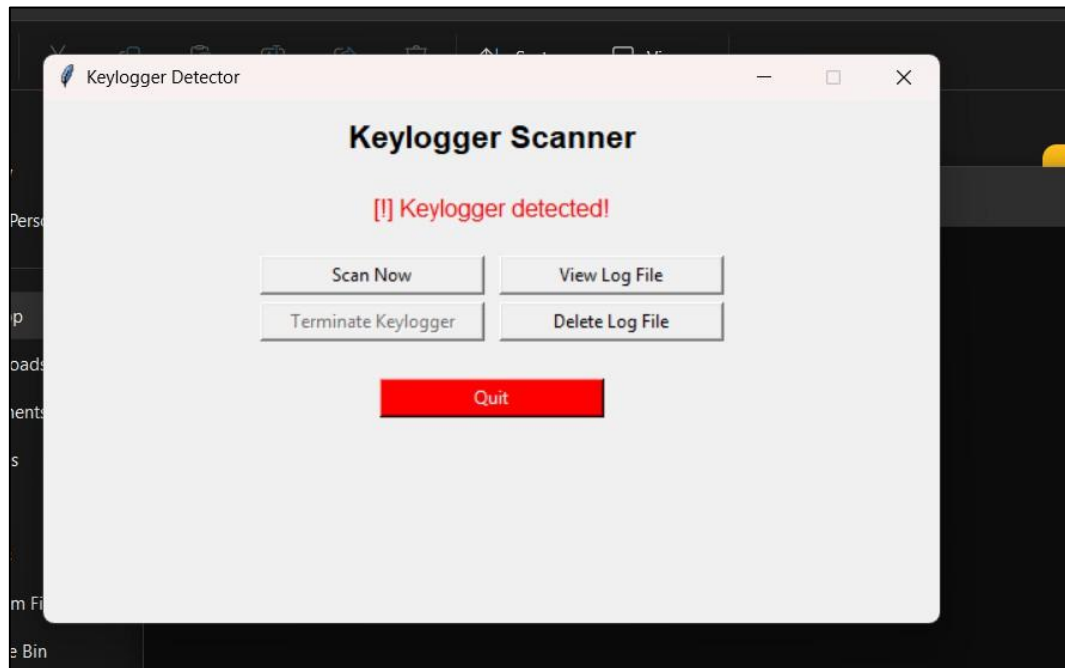 Keylogger Detector
Keylogger Scanner
[!] Keylogger detected!
Scan Now
View Log File
Terminate Keylogger
Delete Log File
Quit